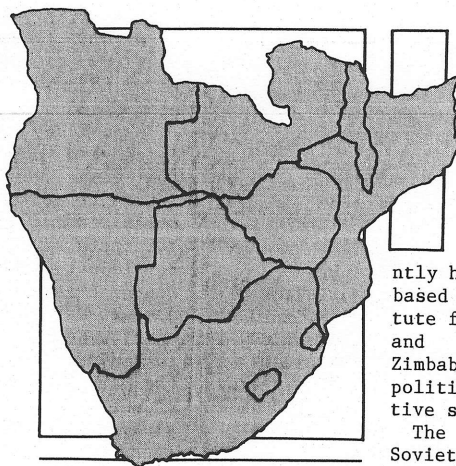 ntly h
based
tute f
and
Zimbab
politi
tive s
The
Soviet